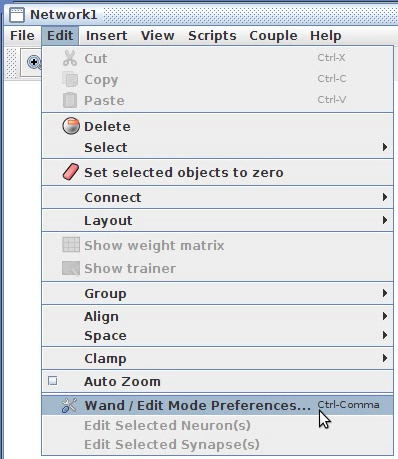 Network1
File Edit Insert View Scripts Couple Help
Cut Ctrl-X
Copy Ctrl-C
Paste Ctrl-V
Delete
Select
Set selected objects to zero
Connect
Layout
Show weight matrix
Show trainer
Group
Align
Space
Clamp
Auto Zoom
Wand / Edit Mode Preferences... Ctrl-Comma
Edit Selected Neuron(s)
Edit Selected Synapse(s)